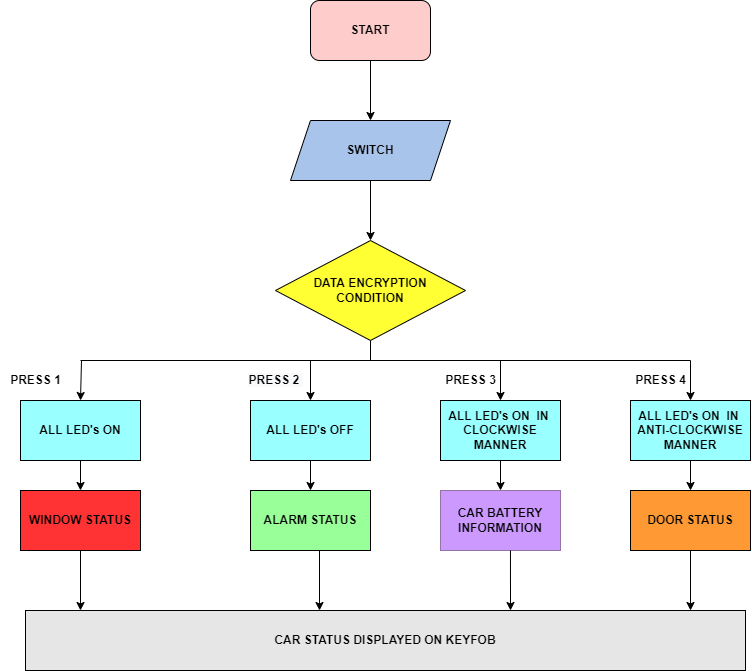 START
SWITCH
DATA ENCRYPTION
CONDITION
PRESS 1
PRESS 2
PRESS 3
PRESS 4
ALL LED's ON
ALL LED's OFF
ALL LED's ON IN
CLOCKWISE
MANNER
ALL LED's ON IN
ANTI-CLOCKWISE
MANNER
WINDOW STATUS
ALARM STATUS
CAR BATTERY
INFORMATION
DOOR STATUS
CAR STATUS DISPLAYED ON KEYFOB